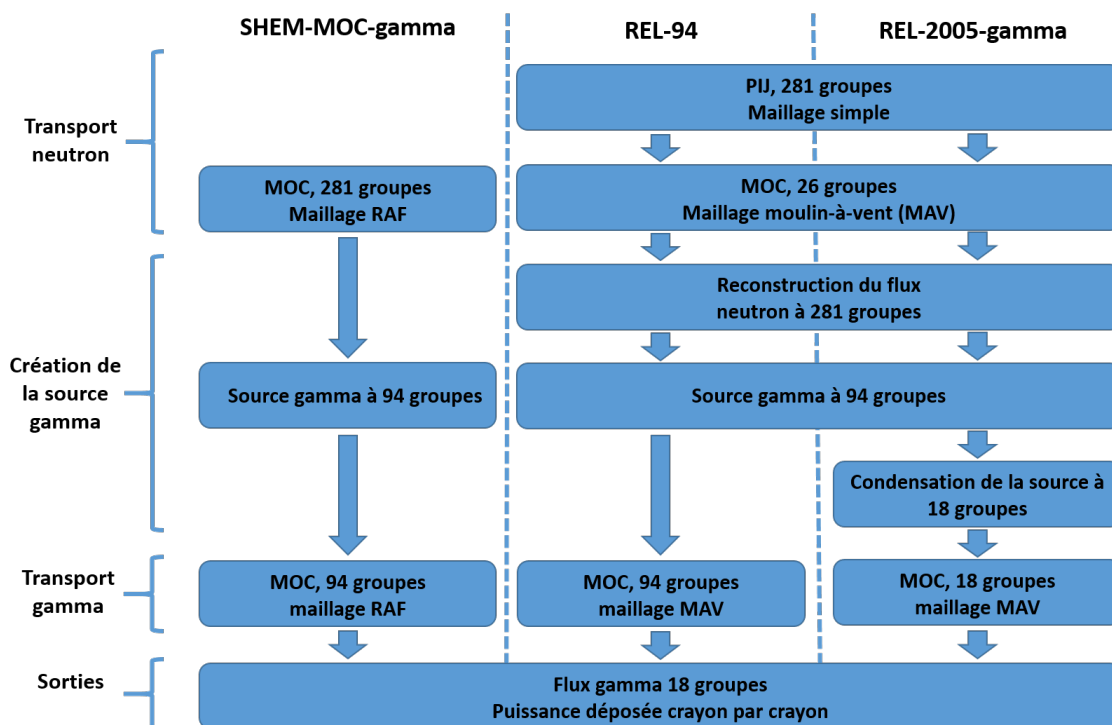 SHEM-MOC-gamma
REL-94
REL-2005-gamma
Transport
neutron
PIJ, 281 groupes
Maillage simple
MOC, 281 groupes
Maillage RAF
MOC, 26 groupes
Maillage moulin-à-vent (MAV)
Création de
la source
gamma
Reconstruction du flux
neutron à 281 groupes
Source gamma à 94 groupes
Source gamma à 94 groupes
Condensation de la source à
18 groupes
Transport
gamma
MOC, 94 groupes
maillage RAF
MOC, 94 groupes
maillage MAV
MOC, 18 groupes
maillage MAV
Sorties
Flux gamma 18 groupes
Puissance déposée crayon par crayon